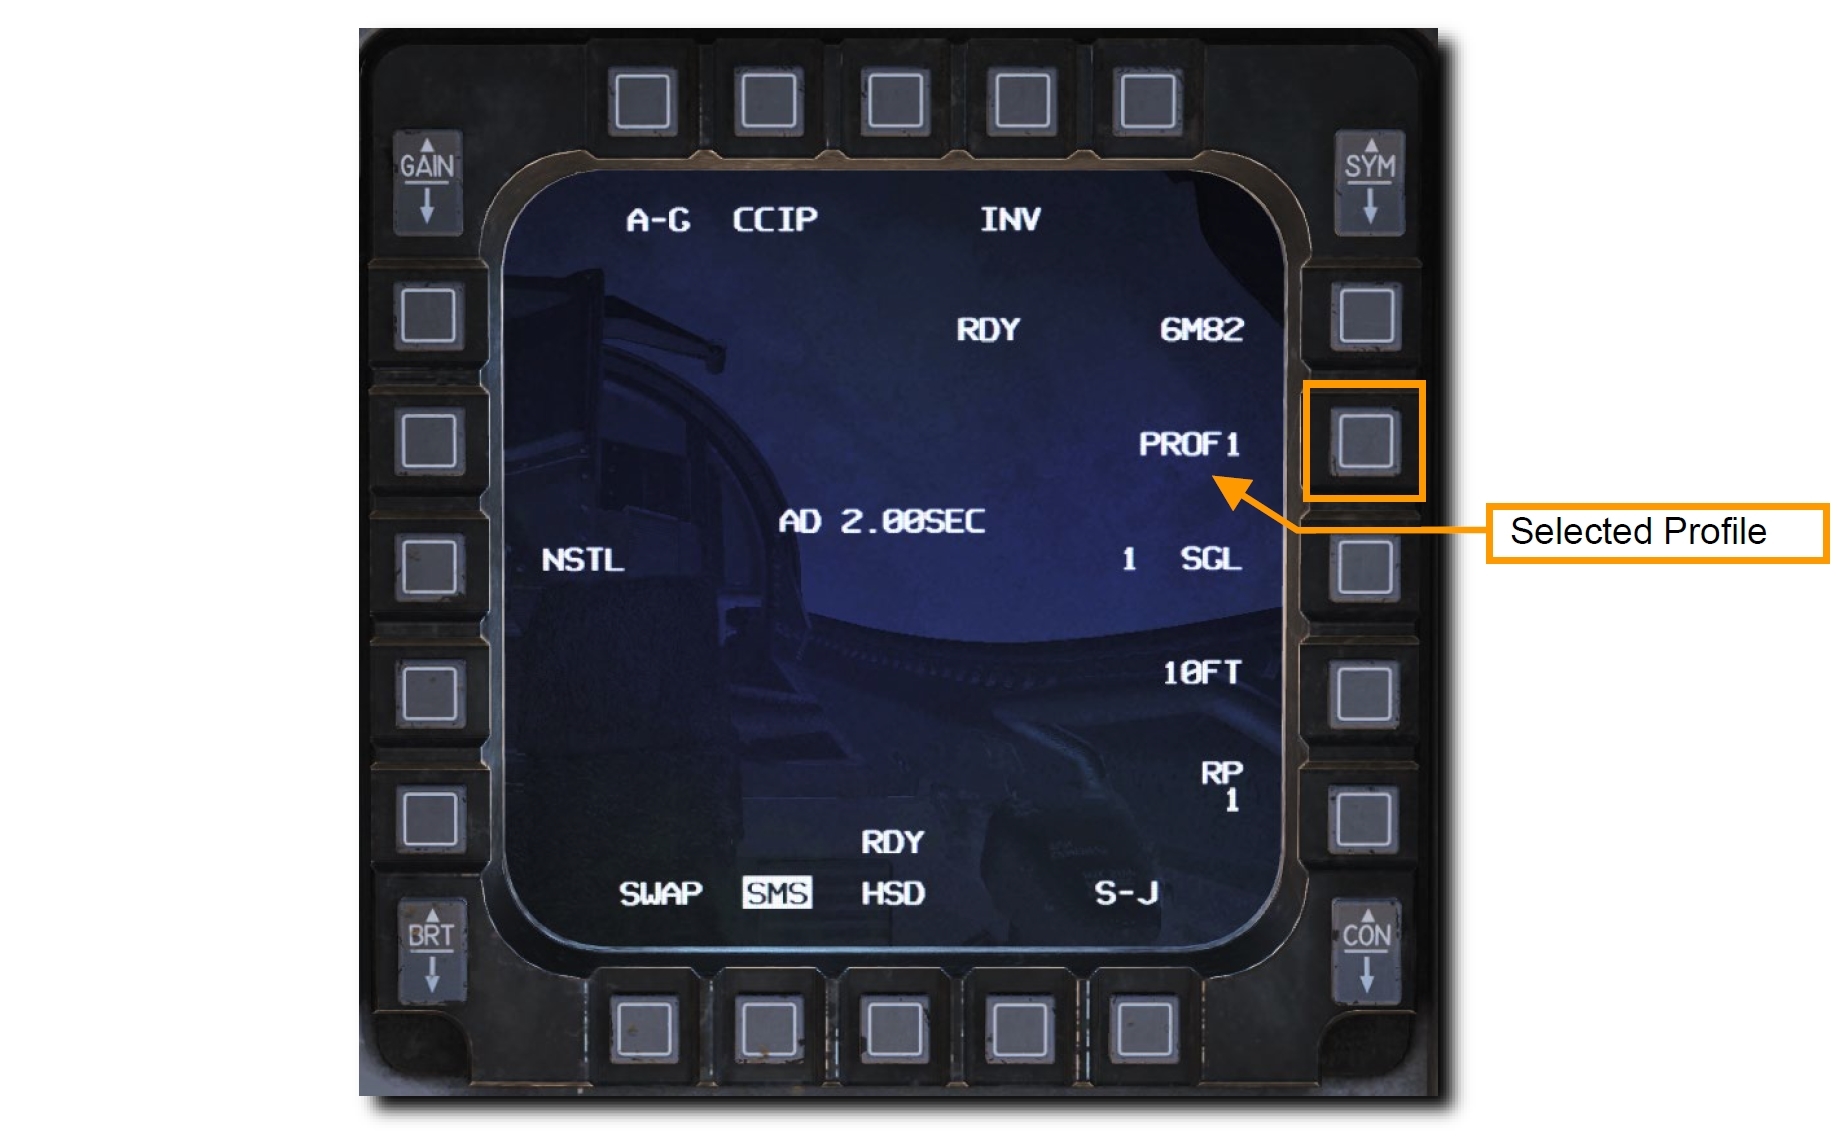 GAIN
SYM
A-G CCIP INV
RDY 6M82
PROF1
AD 2.00SEC
Selected Profile
NSTL 1 SGL
10FT
RP
1
RDY
SWAP SMS HSD S-J
BRT
CON